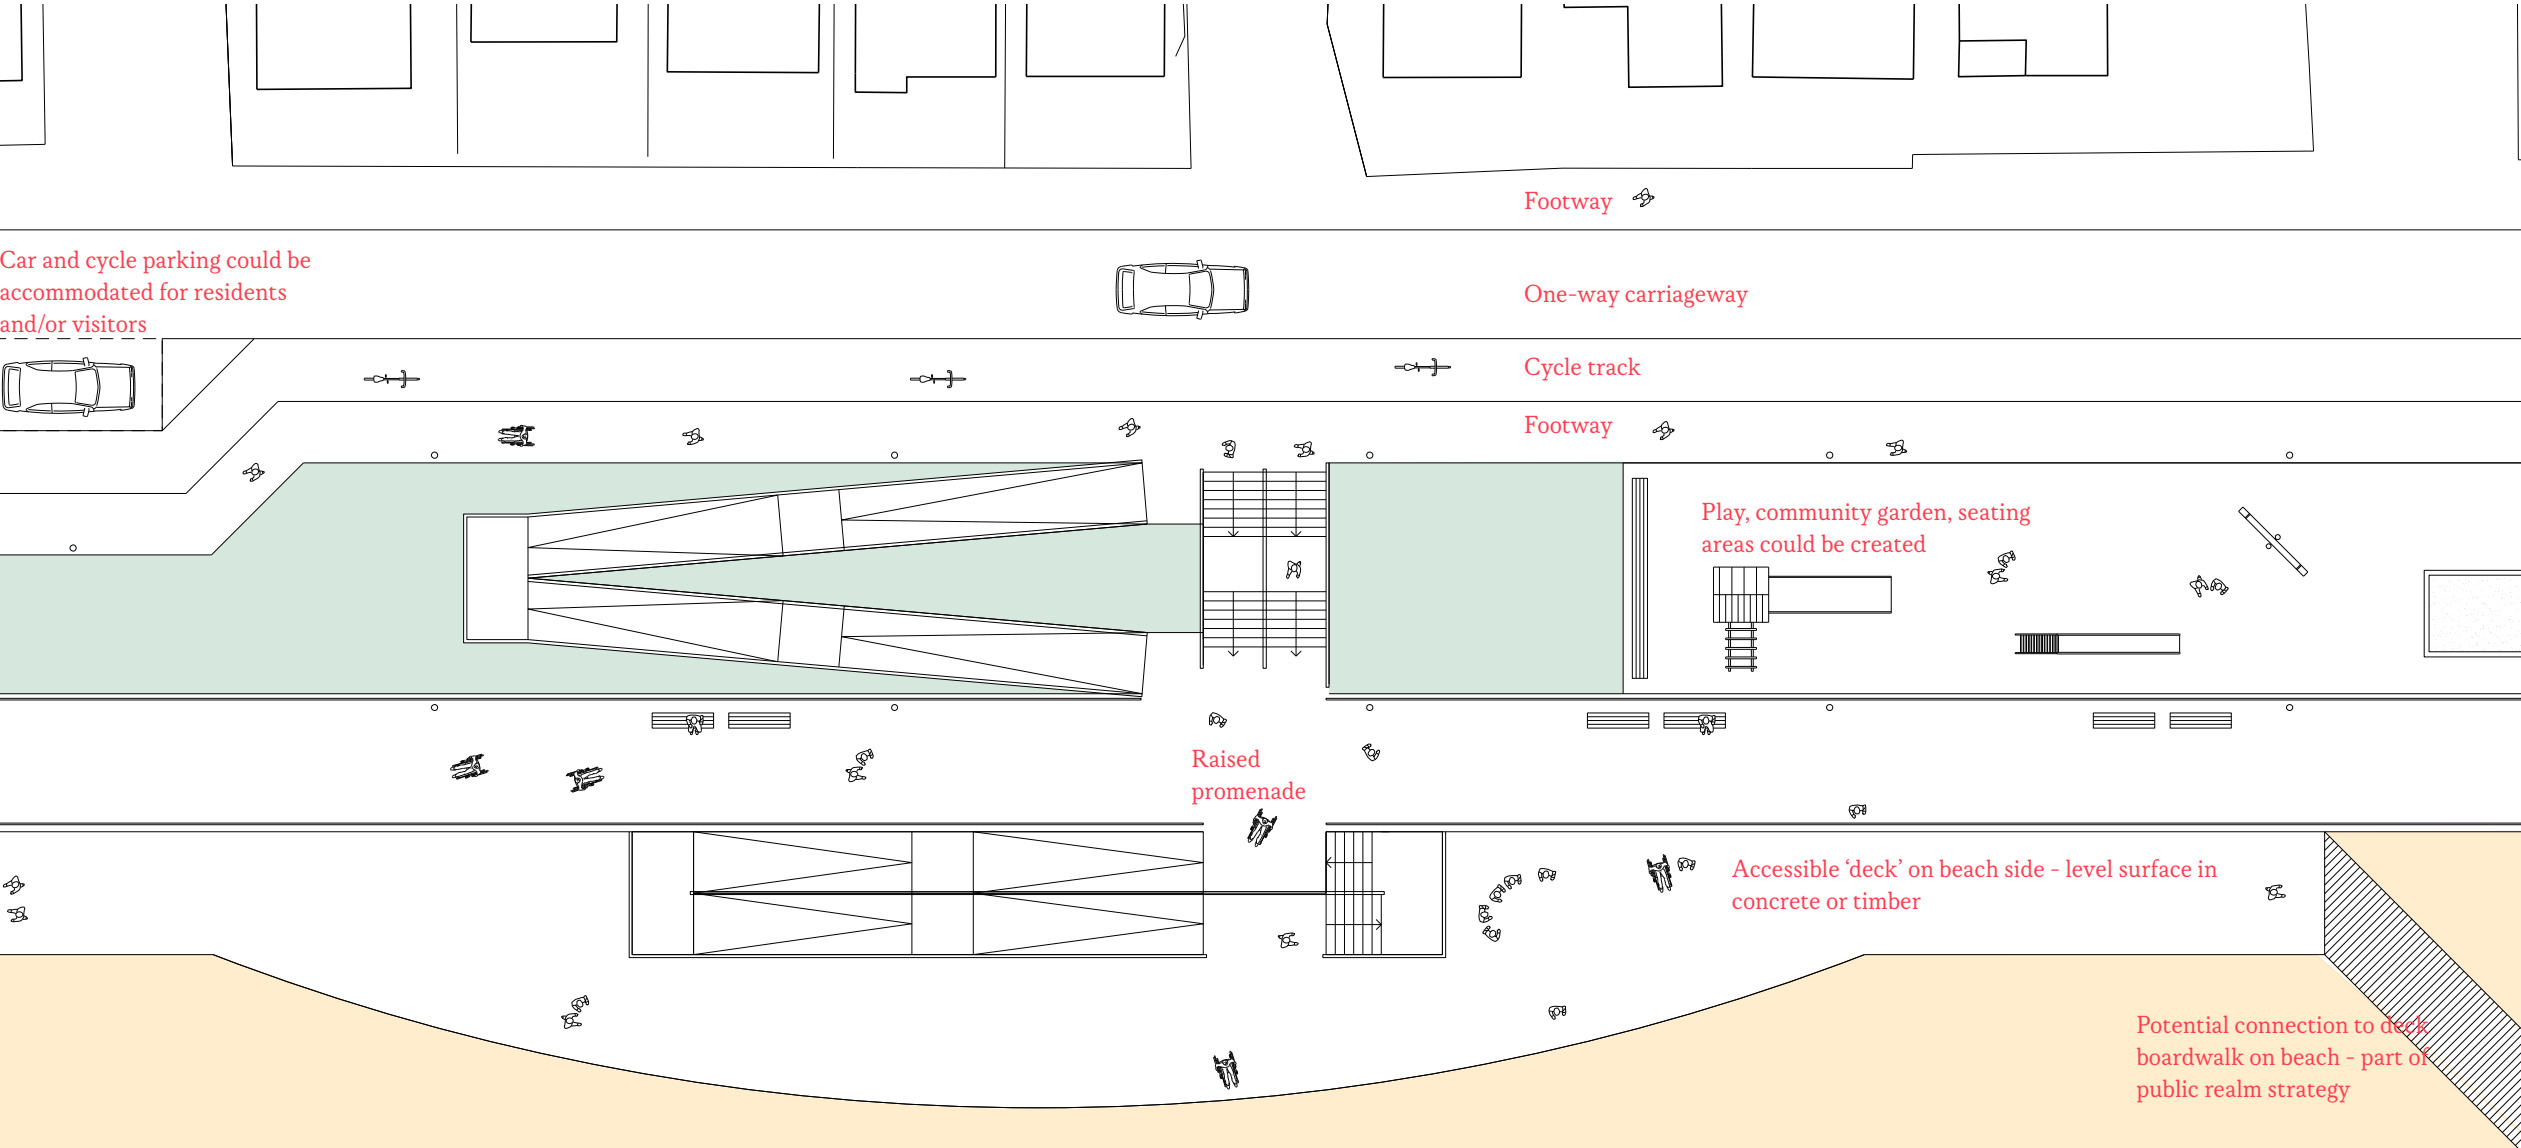 Footway
Car and cycle parking could be
accommodated for residents
and/or visitors
One-way carriageway
Cycle track
Footway
Play, community garden, seating
areas could be created
Raised
promenade
Accessible ‘deck’ on beach side - level surface in
concrete or timber
Potential connection to deck
boardwalk on beach - part of
public realm strategy